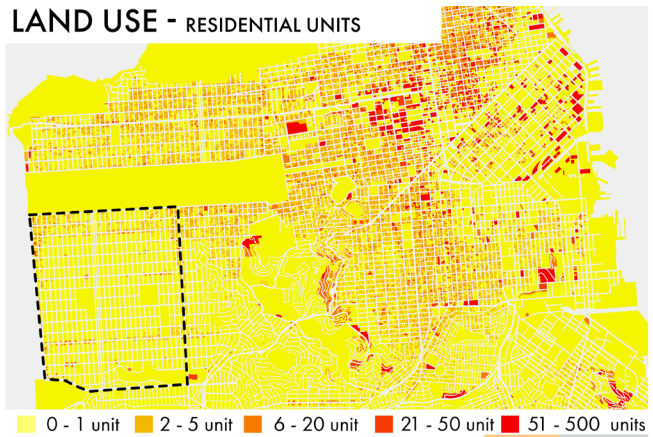 LAND USE - RESIDENTIAL UNITS
0 - 1 unit 2 - 5 unit 6 - 20 unit 21 - 50 unit 51 - 500 units